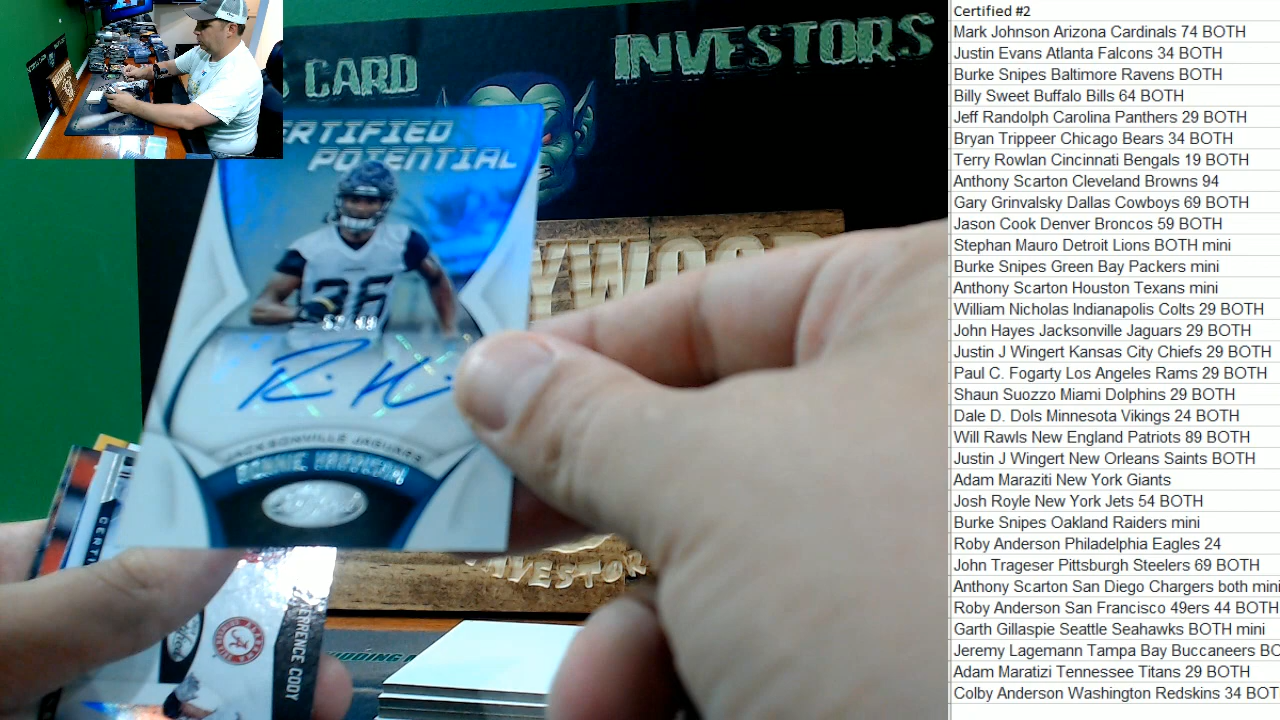 S CARD
INVESTORS
ERTIFIED
POTENTIAL
36
JACKSONVILLE JAGUARS
CERTI
TERRENCE CODY
Certified #2
Mark Johnson Arizona Cardinals 74 BOTH
Justin Evans Atlanta Falcons 34 BOTH
Burke Snipes Baltimore Ravens BOTH
Billy Sweet Buffalo Bills 64 BOTH
Jeff Randolph Carolina Panthers 29 BOTH
Bryan Trippeer Chicago Bears 34 BOTH
Terry Rowlan Cincinnati Bengals 19 BOTH
Anthony Scarton Cleveland Browns 94
Gary Grinvalsky Dallas Cowboys 69 BOTH
Jason Cook Denver Broncos 59 BOTH
Stephan Mauro Detroit Lions BOTH mini
Burke Snipes Green Bay Packers mini
Anthony Scarton Houston Texans mini
William Nicholas Indianapolis Colts 29 BOTH
John Hayes Jacksonville Jaguars 29 BOTH
Justin J Wingert Kansas City Chiefs 29 BOTH
Paul C. Fogarty Los Angeles Rams 29 BOTH
Shaun Suozzo Miami Dolphins 29 BOTH
Dale D. Dols Minnesota Vikings 24 BOTH
Will Rawls New England Patriots 89 BOTH
Justin J Wingert New Orleans Saints BOTH
Adam Maraziti New York Giants
Josh Royle New York Jets 54 BOTH
Burke Snipes Oakland Raiders mini
Roby Anderson Philadelphia Eagles 24
John Trageser Pittsburgh Steelers 69 BOTH
Anthony Scarton San Diego Chargers both mini
Roby Anderson San Francisco 49ers 44 BOTH
Garth Gillaspie Seattle Seahawks BOTH mini
Jeremy Lagemann Tampa Bay Buccaneers BO
Adam Maratizi Tennessee Titans 29 BOTH
Colby Anderson Washington Redskins 34 BOT